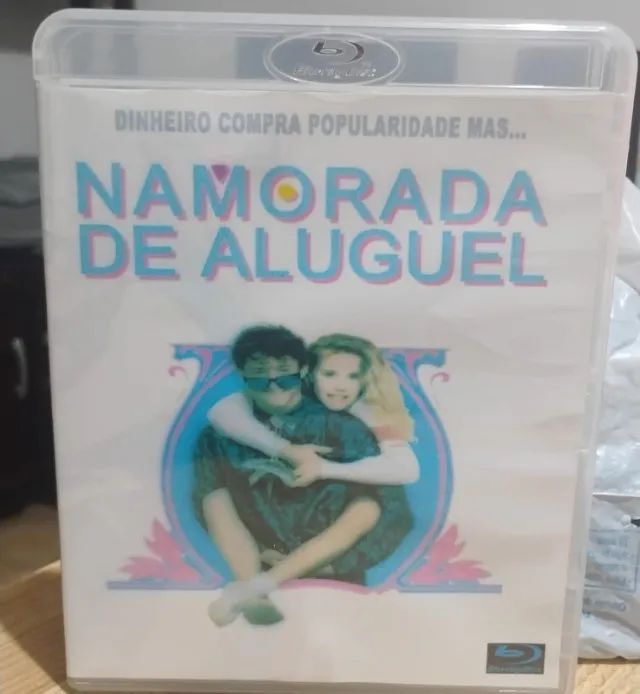 Blu-ray Disc
DINHEIRO COMPRA POPULARIDADE MAS...
NAMORADA
DE ALUGUEL